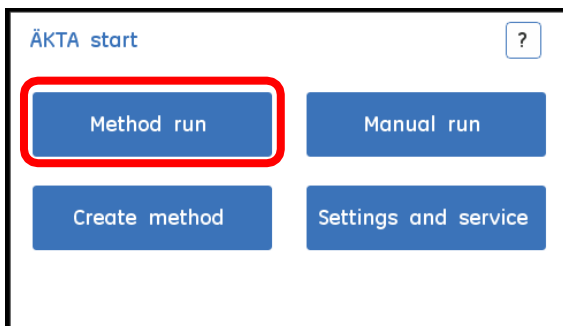 ÄKTA start
?
Method run
Manual run
Create method
Settings and service